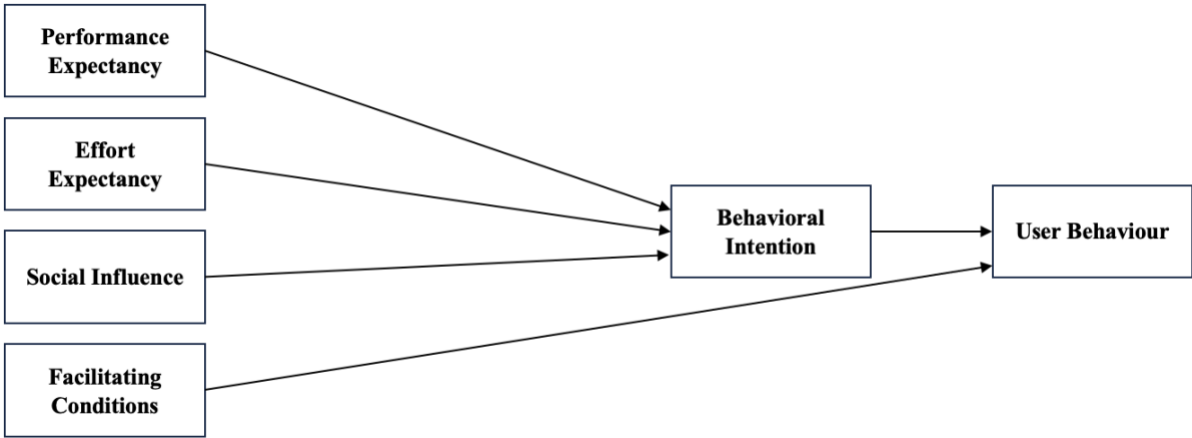 Performance
Expectancy
Effort
Expectancy
Social Influence
Facilitating
Conditions
Behavioral
Intention
User Behaviour